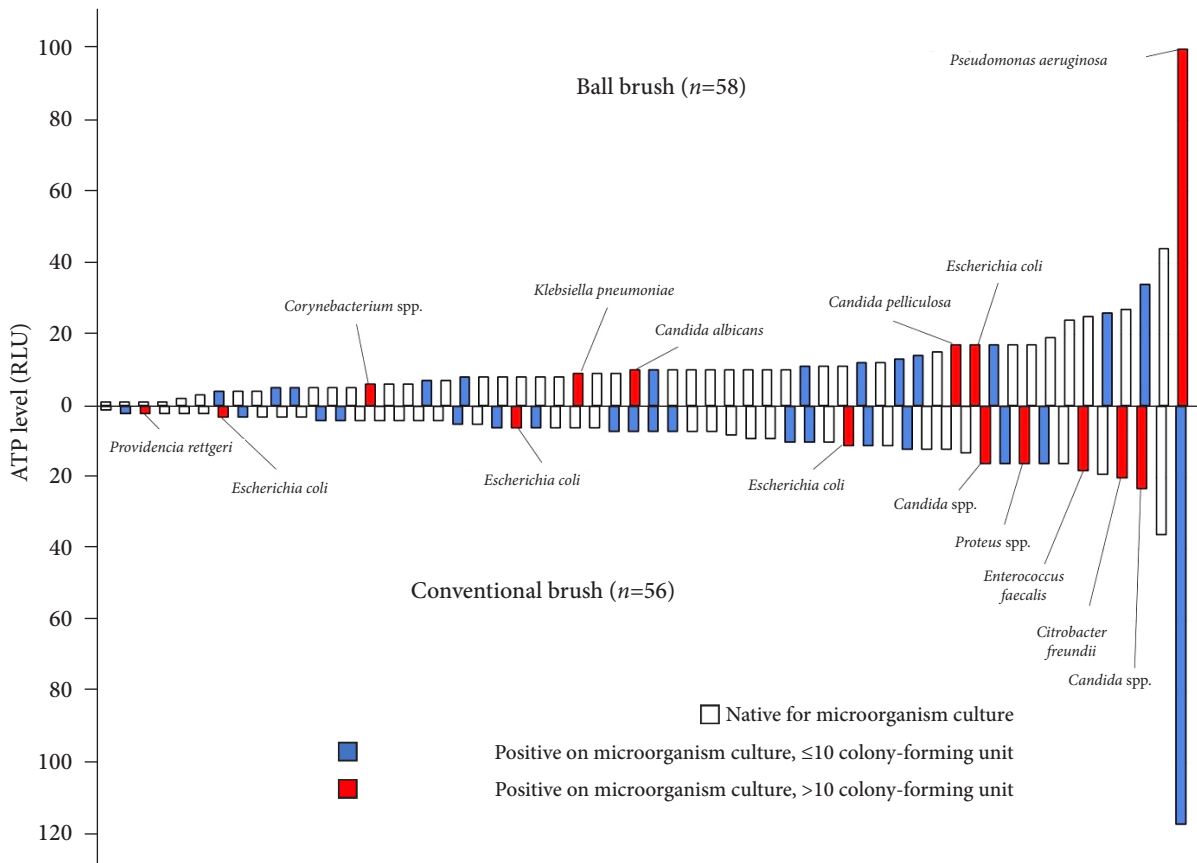 100
80
60
40
20
0
20
40
60
80
100
120
ATP level (RLU)
Ball brush (n=58)
Pseudomonas aeruginosa
Escherichia coli
Klebsiella pneumoniae
Candida pelliculosa
Corynebacterium spp.
Candida albicans
Providencia rettgeri
Escherichia coli
Escherichia coli
Escherichia coli
Candida spp.
Proteus spp.
Enterococcus
faecalis
Citrobacter
freundii
Candida spp.
Conventional brush (n=56)
Native for microorganism culture
Positive on microorganism culture, ≤10 colony-forming unit
Positive on microorganism culture, >10 colony-forming unit